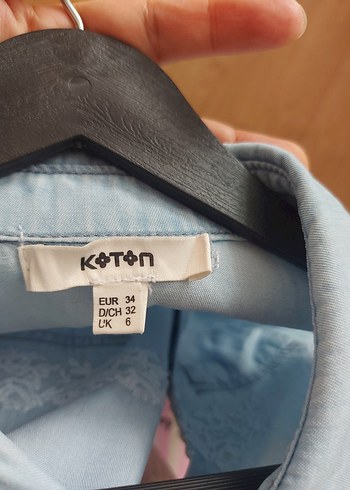 KOTON
EUR 34
D/CH 32
UK 6